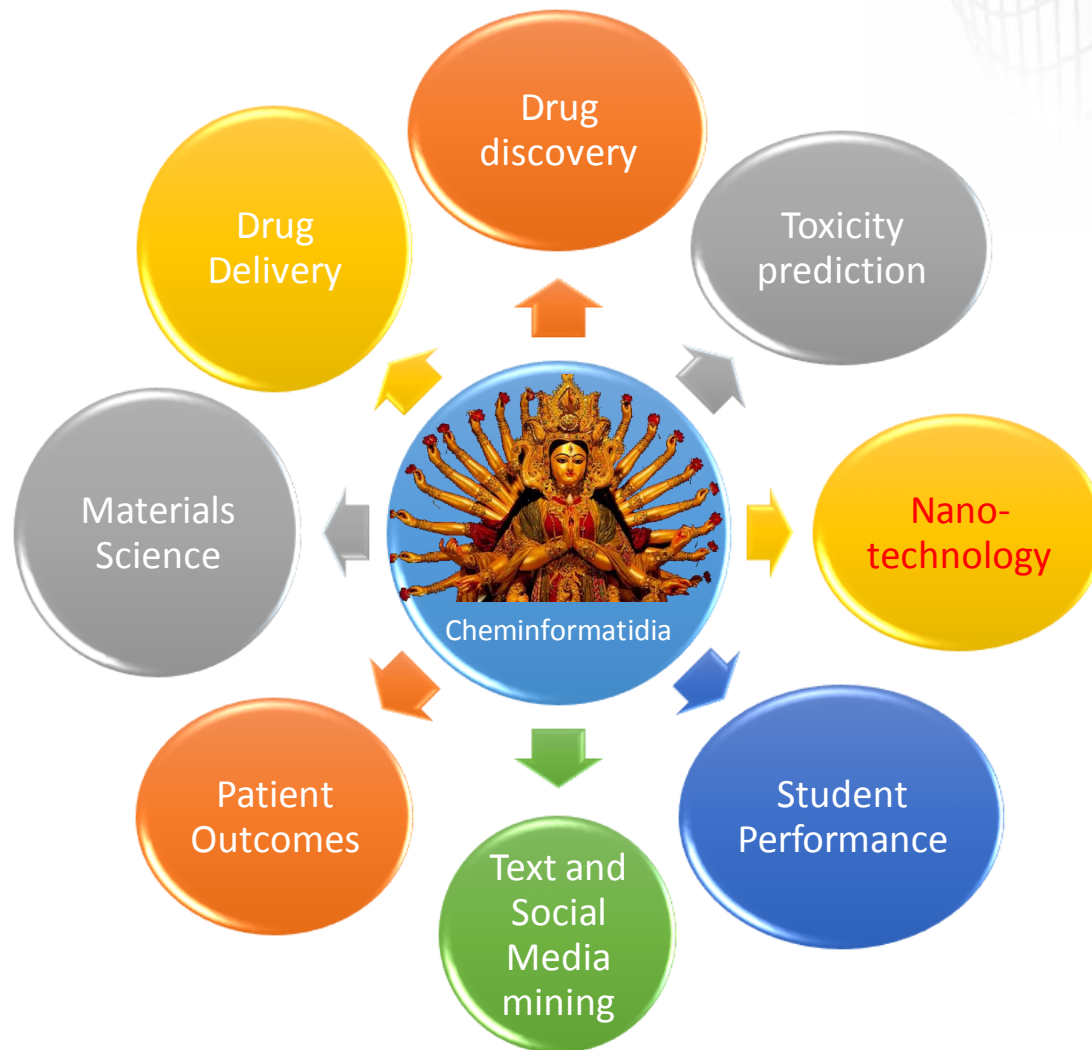 Drug
discovery
Toxicity
prediction
Nano-
technology
Student
Performance
Text and
Social
Media
mining
Patient
Outcomes
Materials
Science
Drug
Delivery
Cheminformatidia